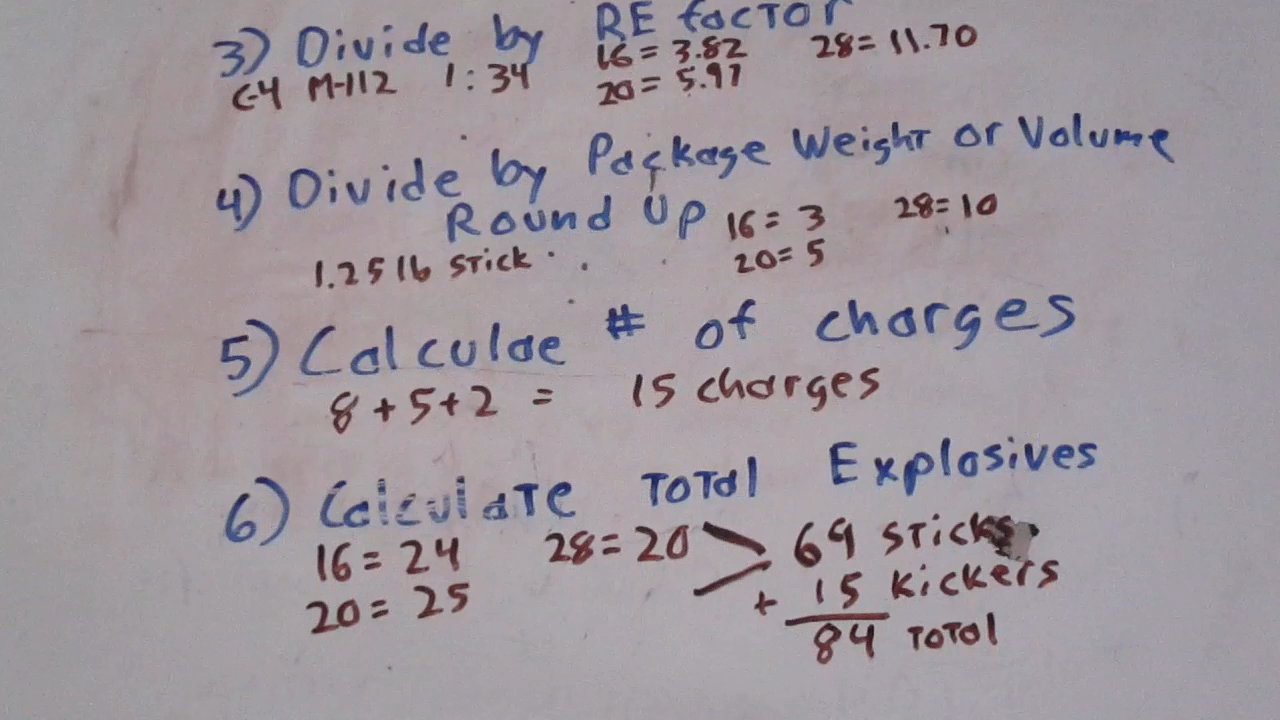 3) Divide by RE factor
16 = 3.82 28 = 11.70
C-4 M-112 1:34 20 = 5.97
4) Divide by Package Weight or Volume
Round Up 16 = 3 28 = 10
1.25 lb stick 20 = 5
5) Calculae # of charges
8 + 5 + 2 = 15 charges
6) Calculate Total Explosives
16 = 24 28 = 20 > 69 sticks
20 = 25 + 15 kickers
84 Total